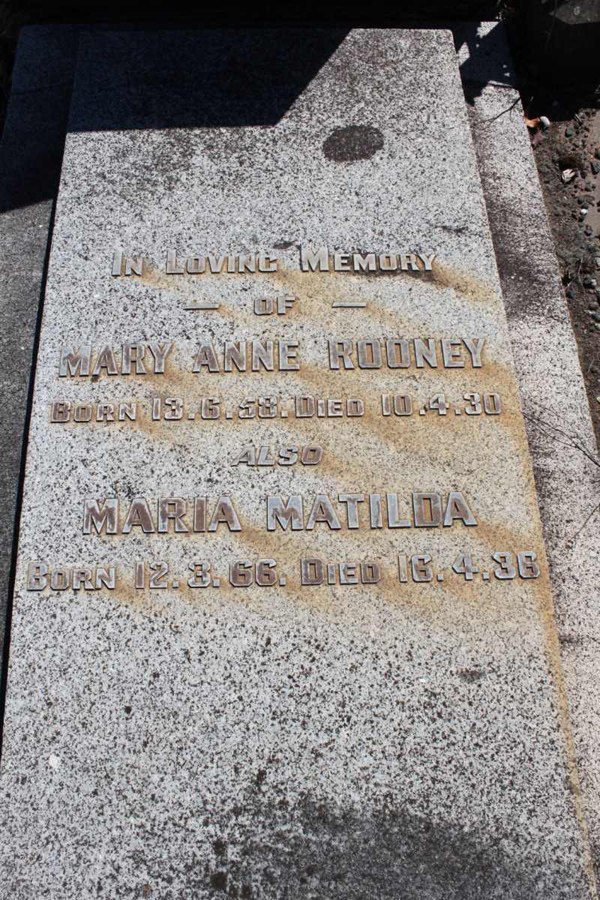 IN LOVING MEMORY
— OF —
MARY ANNE ROONEY
BORN 13.6.58. DIED 10.4.30
ALSO
MARIA MATILDA
BORN 12.3.66. DIED 16.4.36